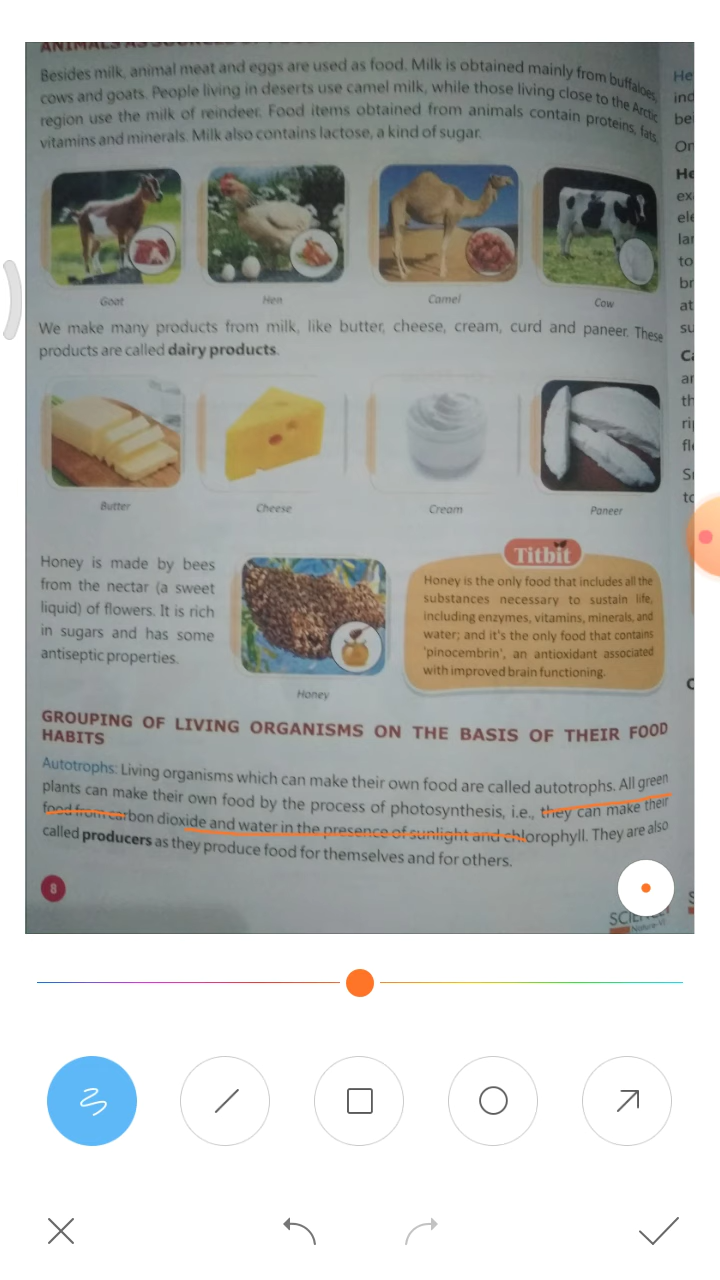 Besides milk, animal meat and eggs are used as food. Milk is obtained mainly from buffaloes,
cows and goats. People living in deserts use camel milk, while those living close to the Arctic
region use the milk of reindeer. Food items obtained from animals contain proteins, fats,
vitamins and minerals. Milk also contains lactose, a kind of sugar.
Goat
Hen
Camel
Cow
We make many products from milk, like butter, cheese, cream, curd and paneer. These
products are called dairy products.
Butter
Cheese
Cream
Paneer
Honey is made by bees
from the nectar (a sweet
liquid) of flowers. It is rich
in sugars and has some
antiseptic properties.
Honey
Titbit
Honey is the only food that includes all the
substances necessary to sustain life,
including enzymes, vitamins, minerals, and
water; and it's the only food that contains
'pinocembrin', an antioxidant associated
with improved brain functioning.
GROUPING OF LIVING ORGANISMS ON THE BASIS OF THEIR FOOD
HABITS
Autotrophs: Living organisms which can make their own food are called autotrophs. All green
plants can make their own food by the process of photosynthesis, i.e., they can make their
food from carbon dioxide and water in the presence of sunlight and chlorophyll. They are also
called producers as they produce food for themselves and for others.
8